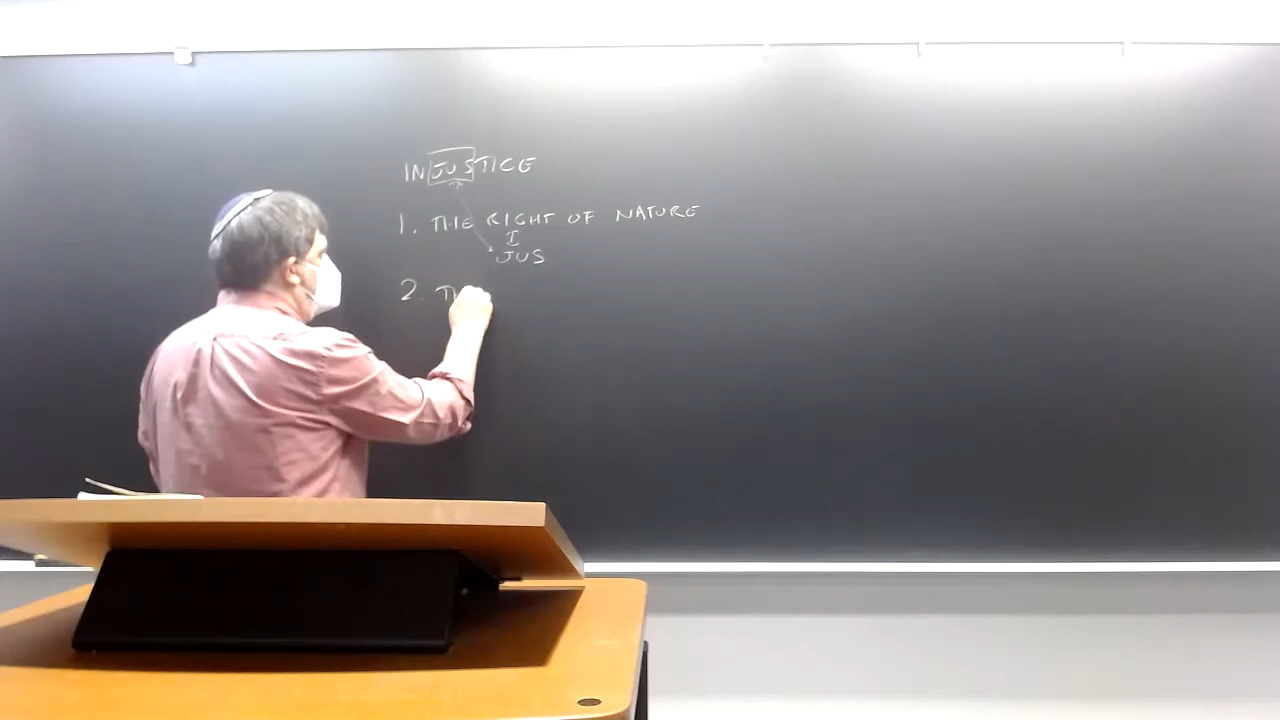 INJUSTICE
1. THE RIGHT OF NATURE
JUS
2.